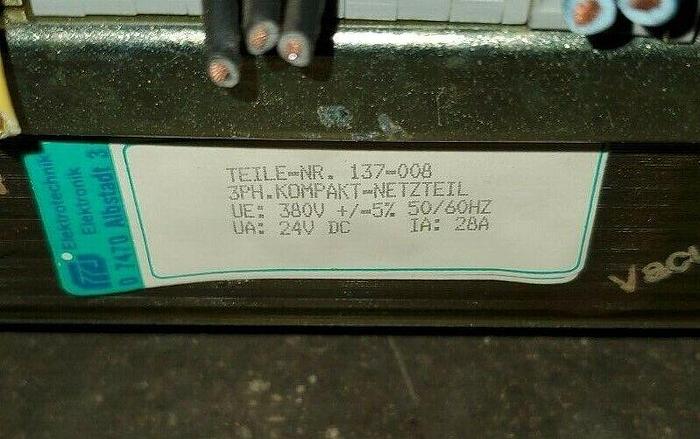 TEILE-NR. 137-008
3PH.KOMPAKT-NETZTEIL
UE: 380V +/-5% 50/60HZ
UA: 24V DC IA: 28A
Elekrotechnik
Elektronik
D 7470 Albstadt 3